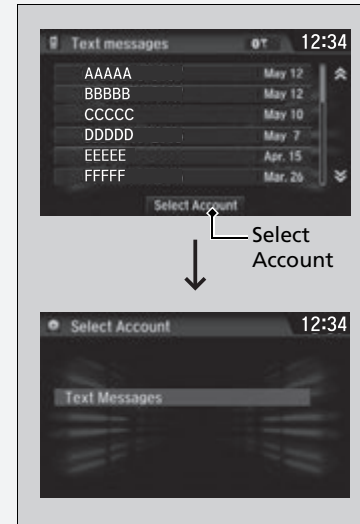 Text messages 12:34
AAAAA May 12
BBBBB May 12
CCCCC May 10
DDDDD May 7
EEEEE Apr. 15
FFFFF Mar. 26
Select Account
Select
Account
Select Account 12:34
Text Messages